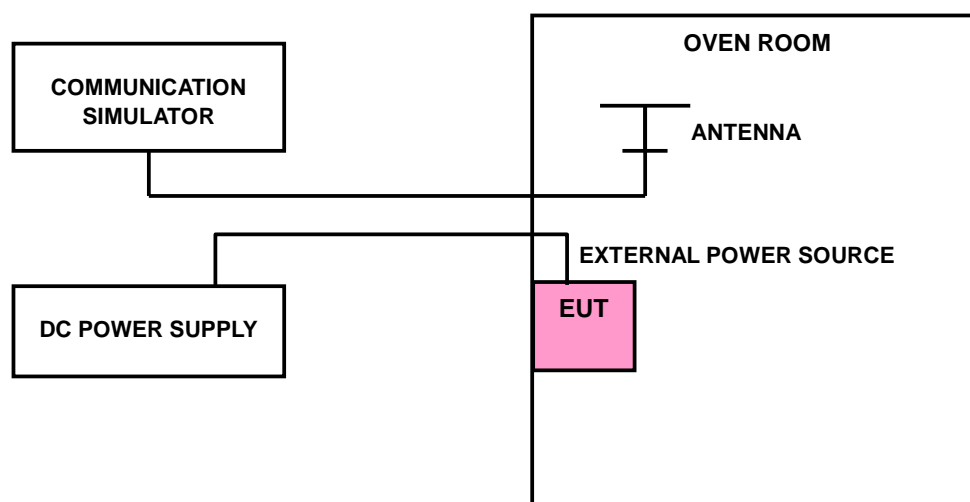 OVEN ROOM
COMMUNICATION
SIMULATOR
ANTENNA
EXTERNAL POWER SOURCE
EUT
DC POWER SUPPLY